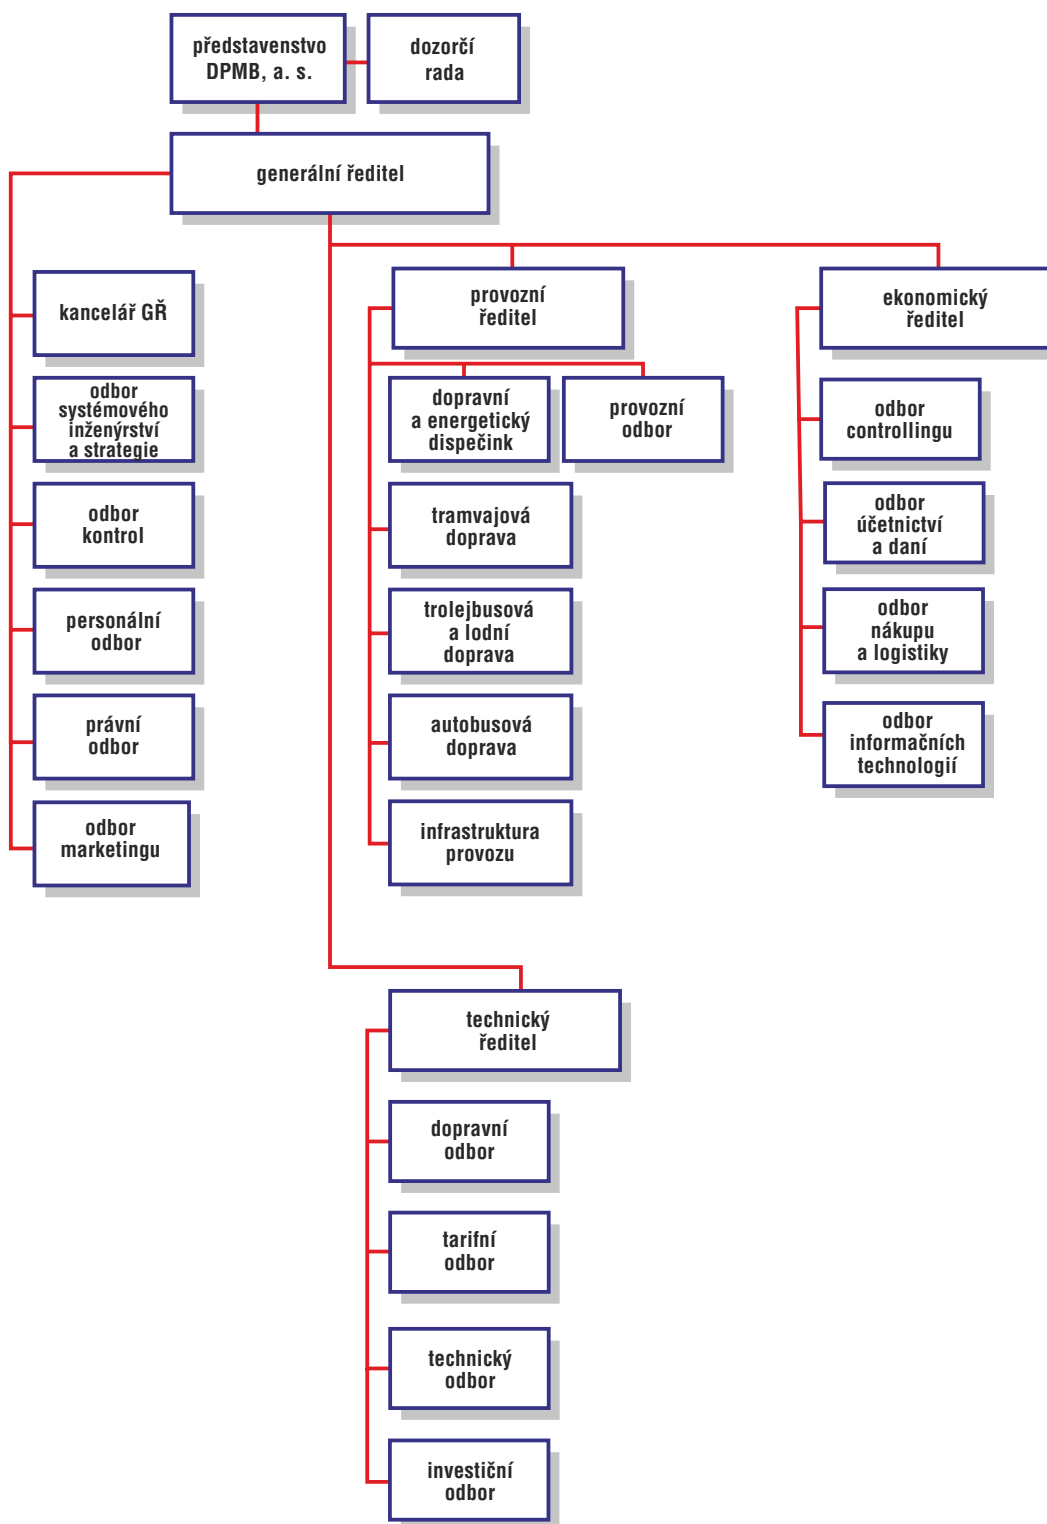 představenstvo
DPMB, a. s.
dozorčí
rada
generální ředitel
kancelář GŘ
odbor
systémového
inženýrství
a strategie
odbor
kontrol
personální
odbor
právní
odbor
odbor
marketingu
provozní
ředitel
dopravní
a energetický
dispečink
provozní
odbor
tramvajová
doprava
trolejbusová
a lodní
doprava
autobusová
doprava
infrastruktura
provozu
ekonomický
ředitel
odbor
controllingu
odbor
účetnictví
a daní
odbor
nákupu
a logistiky
odbor
informačních
technologií
technický
ředitel
dopravní
odbor
tarifní
odbor
technický
odbor
investiční
odbor